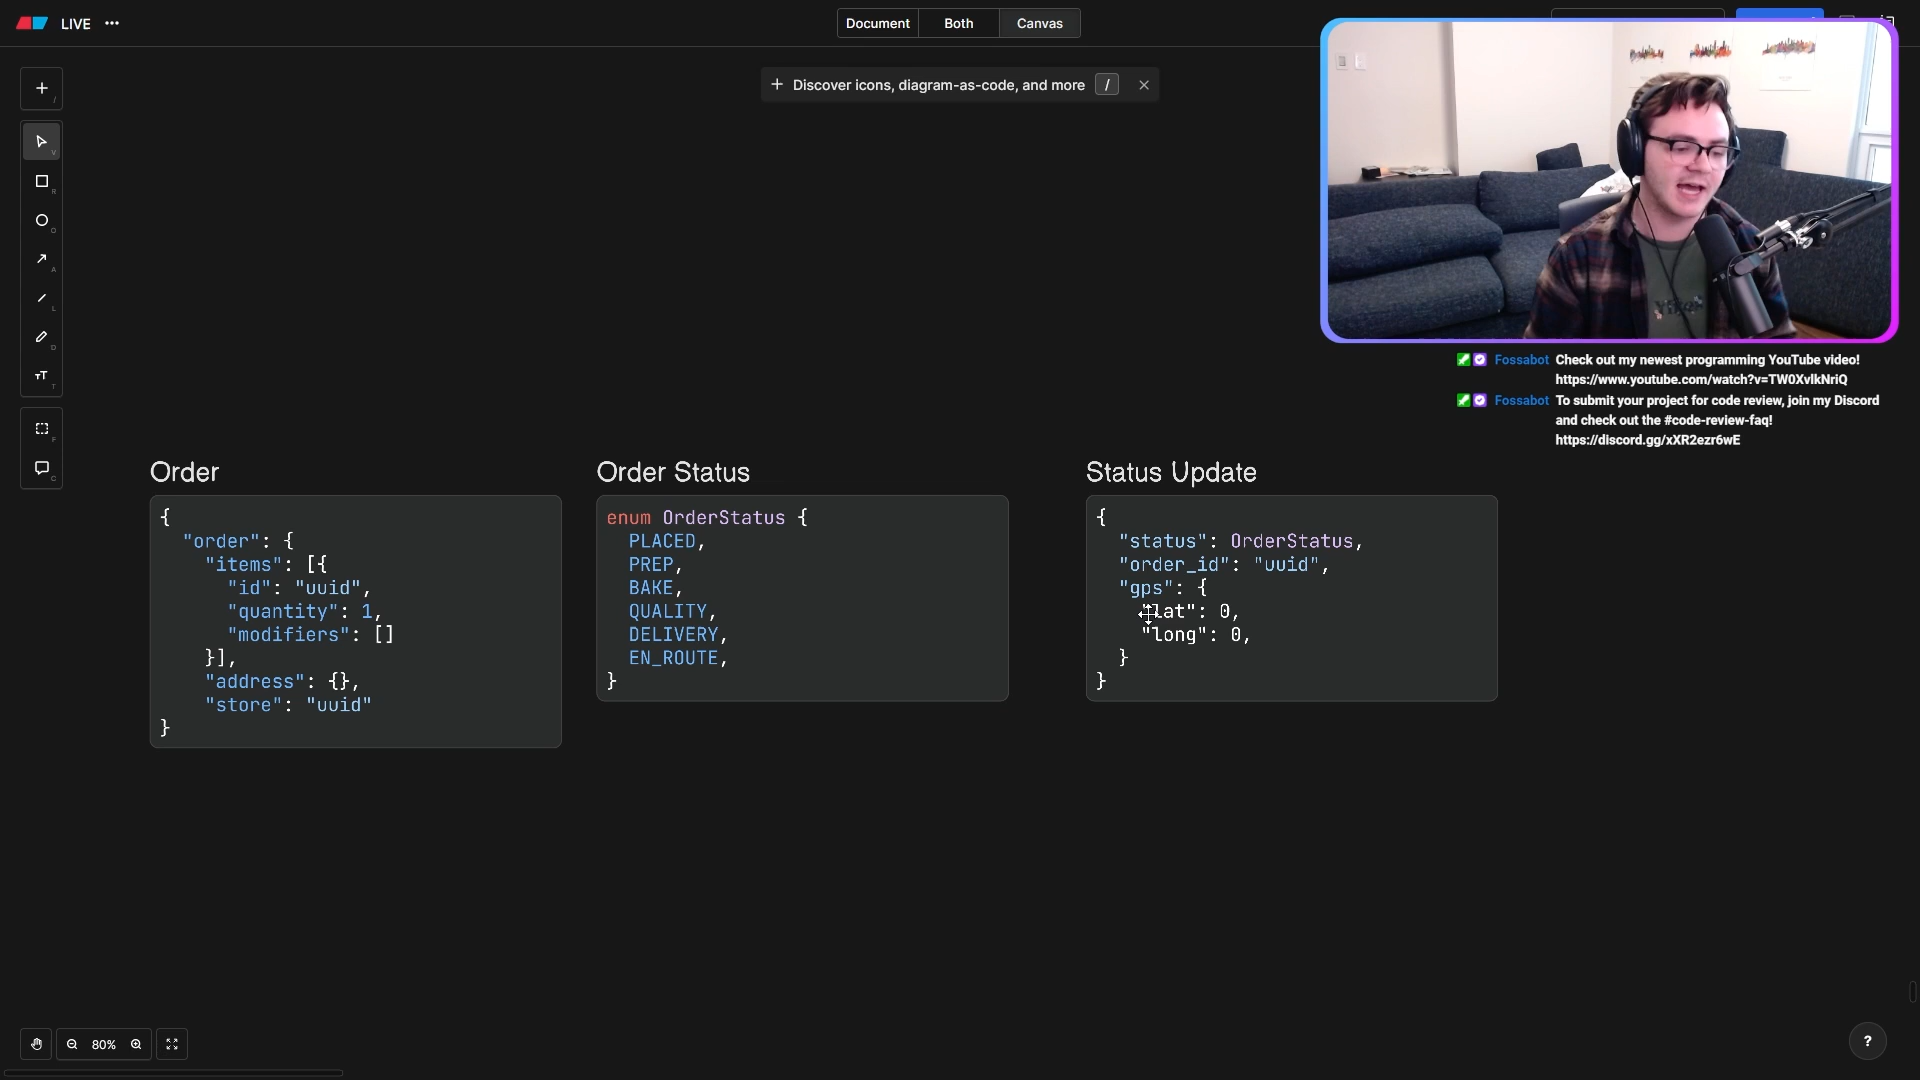 LIVE
Document
Both
Canvas
Discover icons, diagram-as-code, and more /
Fossabot Check out my newest programming YouTube video!
https://www.youtube.com/watch?v=TW0XvlkNriQ
Fossabot To submit your project for code review, join my Discord
and check out the #code-review-faq!
https://discord.gg/xXR2ezr6wE
Order
{
"order": {
"items": [{
"id": "uuid",
"quantity": 1,
"modifiers": []
}],
"address": {},
"store": "uuid"
}
Order Status
enum OrderStatus {
PLACED,
PREP,
BAKE,
QUALITY,
DELIVERY,
EN_ROUTE,
}
Status Update
{
"status": OrderStatus,
"order_id": "uuid",
"gps": {
"lat": 0,
"long": 0,
}
}
80%
?